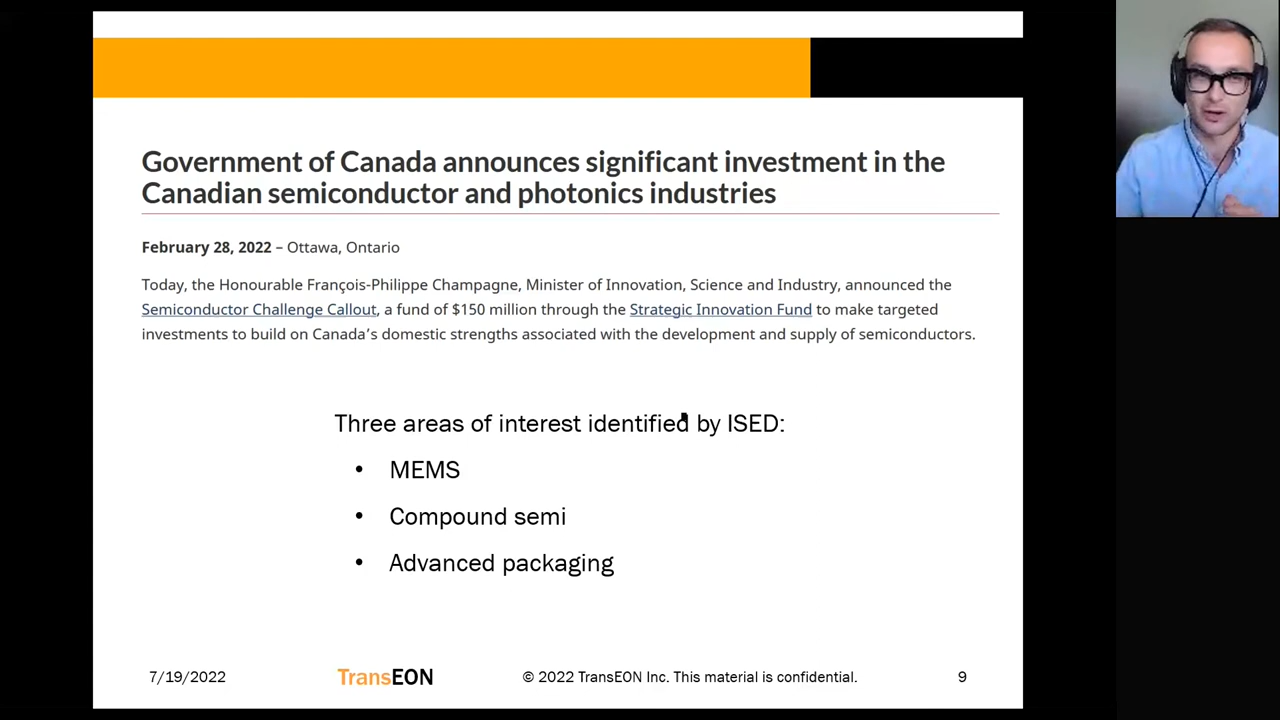 Government of Canada announces significant investment in the
Canadian semiconductor and photonics industries
February 28, 2022 – Ottawa, Ontario
Today, the Honourable François-Philippe Champagne, Minister of Innovation, Science and Industry, announced the
Semiconductor Challenge Callout, a fund of $150 million through the Strategic Innovation Fund to make targeted
investments to build on Canada's domestic strengths associated with the development and supply of semiconductors.
Three areas of interest identified by ISED:
• MEMS
• Compound semi
• Advanced packaging
7/19/2022 TransEON © 2022 TransEON Inc. This material is confidential. 9